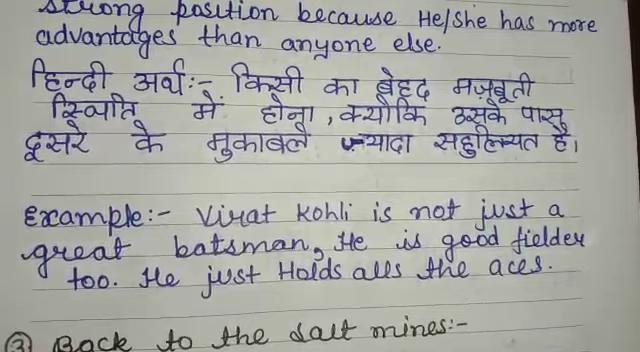 strong position because He/She has more
advantages than anyone else.
हिन्दी अर्थः- किसी का बेहद मज़बूती
स्थिति में होना, क्योकि उसके पास
दूसरे के मुकाबले ज्यादा सहुलियत है।
Example:- Virat Kohli is not just a
great batsman, He is good fielder
too. He just Holds alls the aces.
③ Back to the salt mines:-